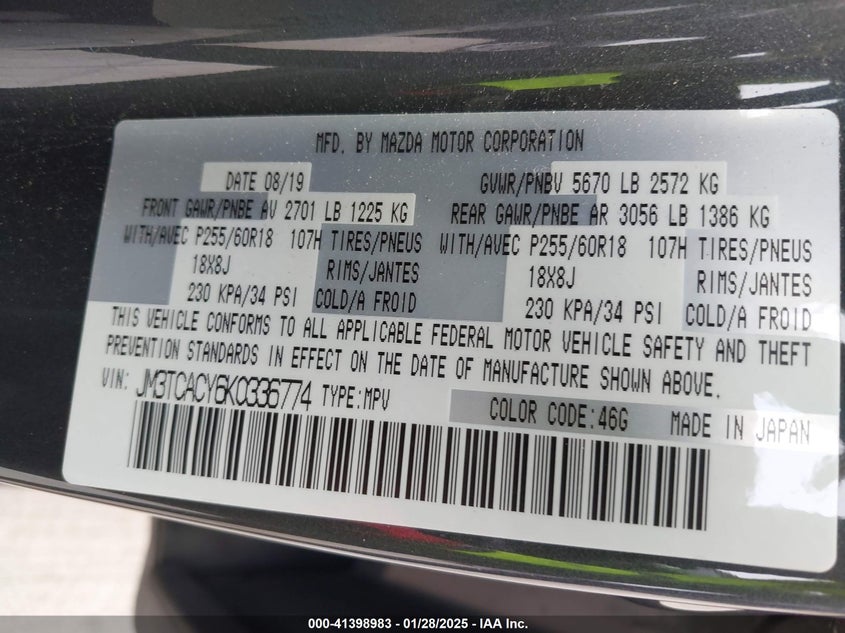 MFD. BY MAZDA MOTOR CORPORATION
DATE 08/19 GVWR/PNBV 5670 LB 2572 KG
FRONT GAWR/PNBE AV 2701 LB 1225 KG REAR GAWR/PNBE AR 3056 LB 1386 KG
WITH/AVEC P255/60R18 107H TIRES/PNEUS WITH/AVEC P255/60R18 107H TIRES/PNEUS
18X8J RIMS/JANTES 18X8J RIMS/JANTES
230 KPA/34 PSI COLD/A FROID 230 KPA/34 PSI COLD/A FROID
THIS VEHICLE CONFORMS TO ALL APPLICABLE FEDERAL MOTOR VEHICLE SAFETY AND THEFT
PREVENTION STANDARDS IN EFFECT ON THE DATE OF MANUFACTURE SHOWN ABOVE.
VIN: JM3TCACY6K0336774 TYPE:MPV COLOR CODE:46G MADE IN JAPAN
000-41398983 - 01/28/2025 - IAA Inc.